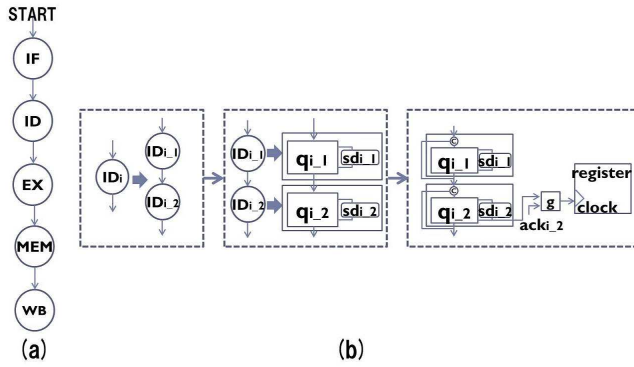 START
IF
ID
EX
MEM
WB
(a)
IDi
IDi_1
IDi_2
IDi_1
qi_1
sdi_1
IDi_2
qi_2
sdi_2
C
qi_1
sdi_1
C
qi_2
sdi_2
g
acki_2
register
clock
(b)